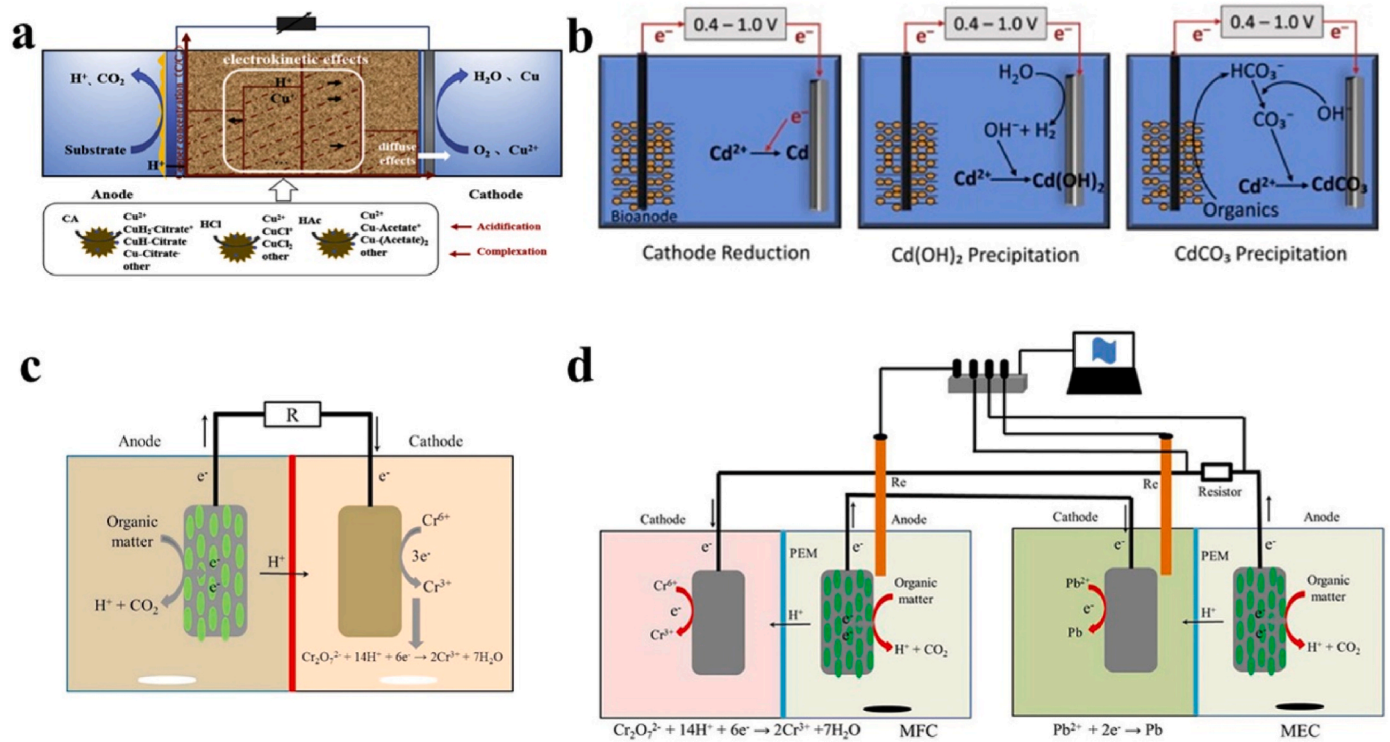 a
electrokinetic effects
H⁺、CO₂
H⁺
Cu
H₂O 、 Cu
Substrate
H⁺
...
diffuse
effects
O₂ 、Cu²⁺
Anode
Cathode
CA
Cu²⁺
CuH₂-Citrate⁺
CuH-Citrate
Cu-Citrate-
other
HCl
Cu²⁺
CuCl⁺
CuCl₂
other
HAc
Cu²⁺
Cu-Acetate⁺
Cu-(Acetate)₂
other
Acidification
Complexation
b
0.4 – 1.0 V
e⁻
e⁻
e⁻
Cd²⁺
Cd
Bioanode
Cathode Reduction
0.4 – 1.0 V
e⁻
e⁻
H₂O
OH⁻ + H₂
Cd²⁺
Cd(OH)₂
Cd(OH)₂ Precipitation
0.4 – 1.0 V
e⁻
e⁻
HCO₃⁻
OH⁻
CO₃⁻
Cd²⁺
CdCO₃
Organics
CdCO₃ Precipitation
c
R
Anode
Cathode
e⁻
e⁻
Organic
matter
e⁻
e⁻
H⁺
H⁺ + CO₂
Cr⁶⁺
3e⁻
Cr³⁺
Cr₂O₇²⁻ + 14H⁺ + 6e⁻ → 2Cr³⁺ + 7H₂O
d
Re
Re
Resistor
Cathode
Anode
e⁻
e⁻
PEM
Cr⁶⁺
e⁻
Cr³⁺
H⁺
e⁻
e⁻
Organic
matter
H⁺ + CO₂
Cr₂O₇²⁻ + 14H⁺ + 6e⁻ → 2Cr³⁺ +7H₂O
MFC
Cathode
Anode
e⁻
e⁻
PEM
Pb²⁺
e⁻
Pb
H⁺
e⁻
e⁻
Organic
matter
H⁺ + CO₂
Pb²⁺ + 2e⁻ → Pb
MEC